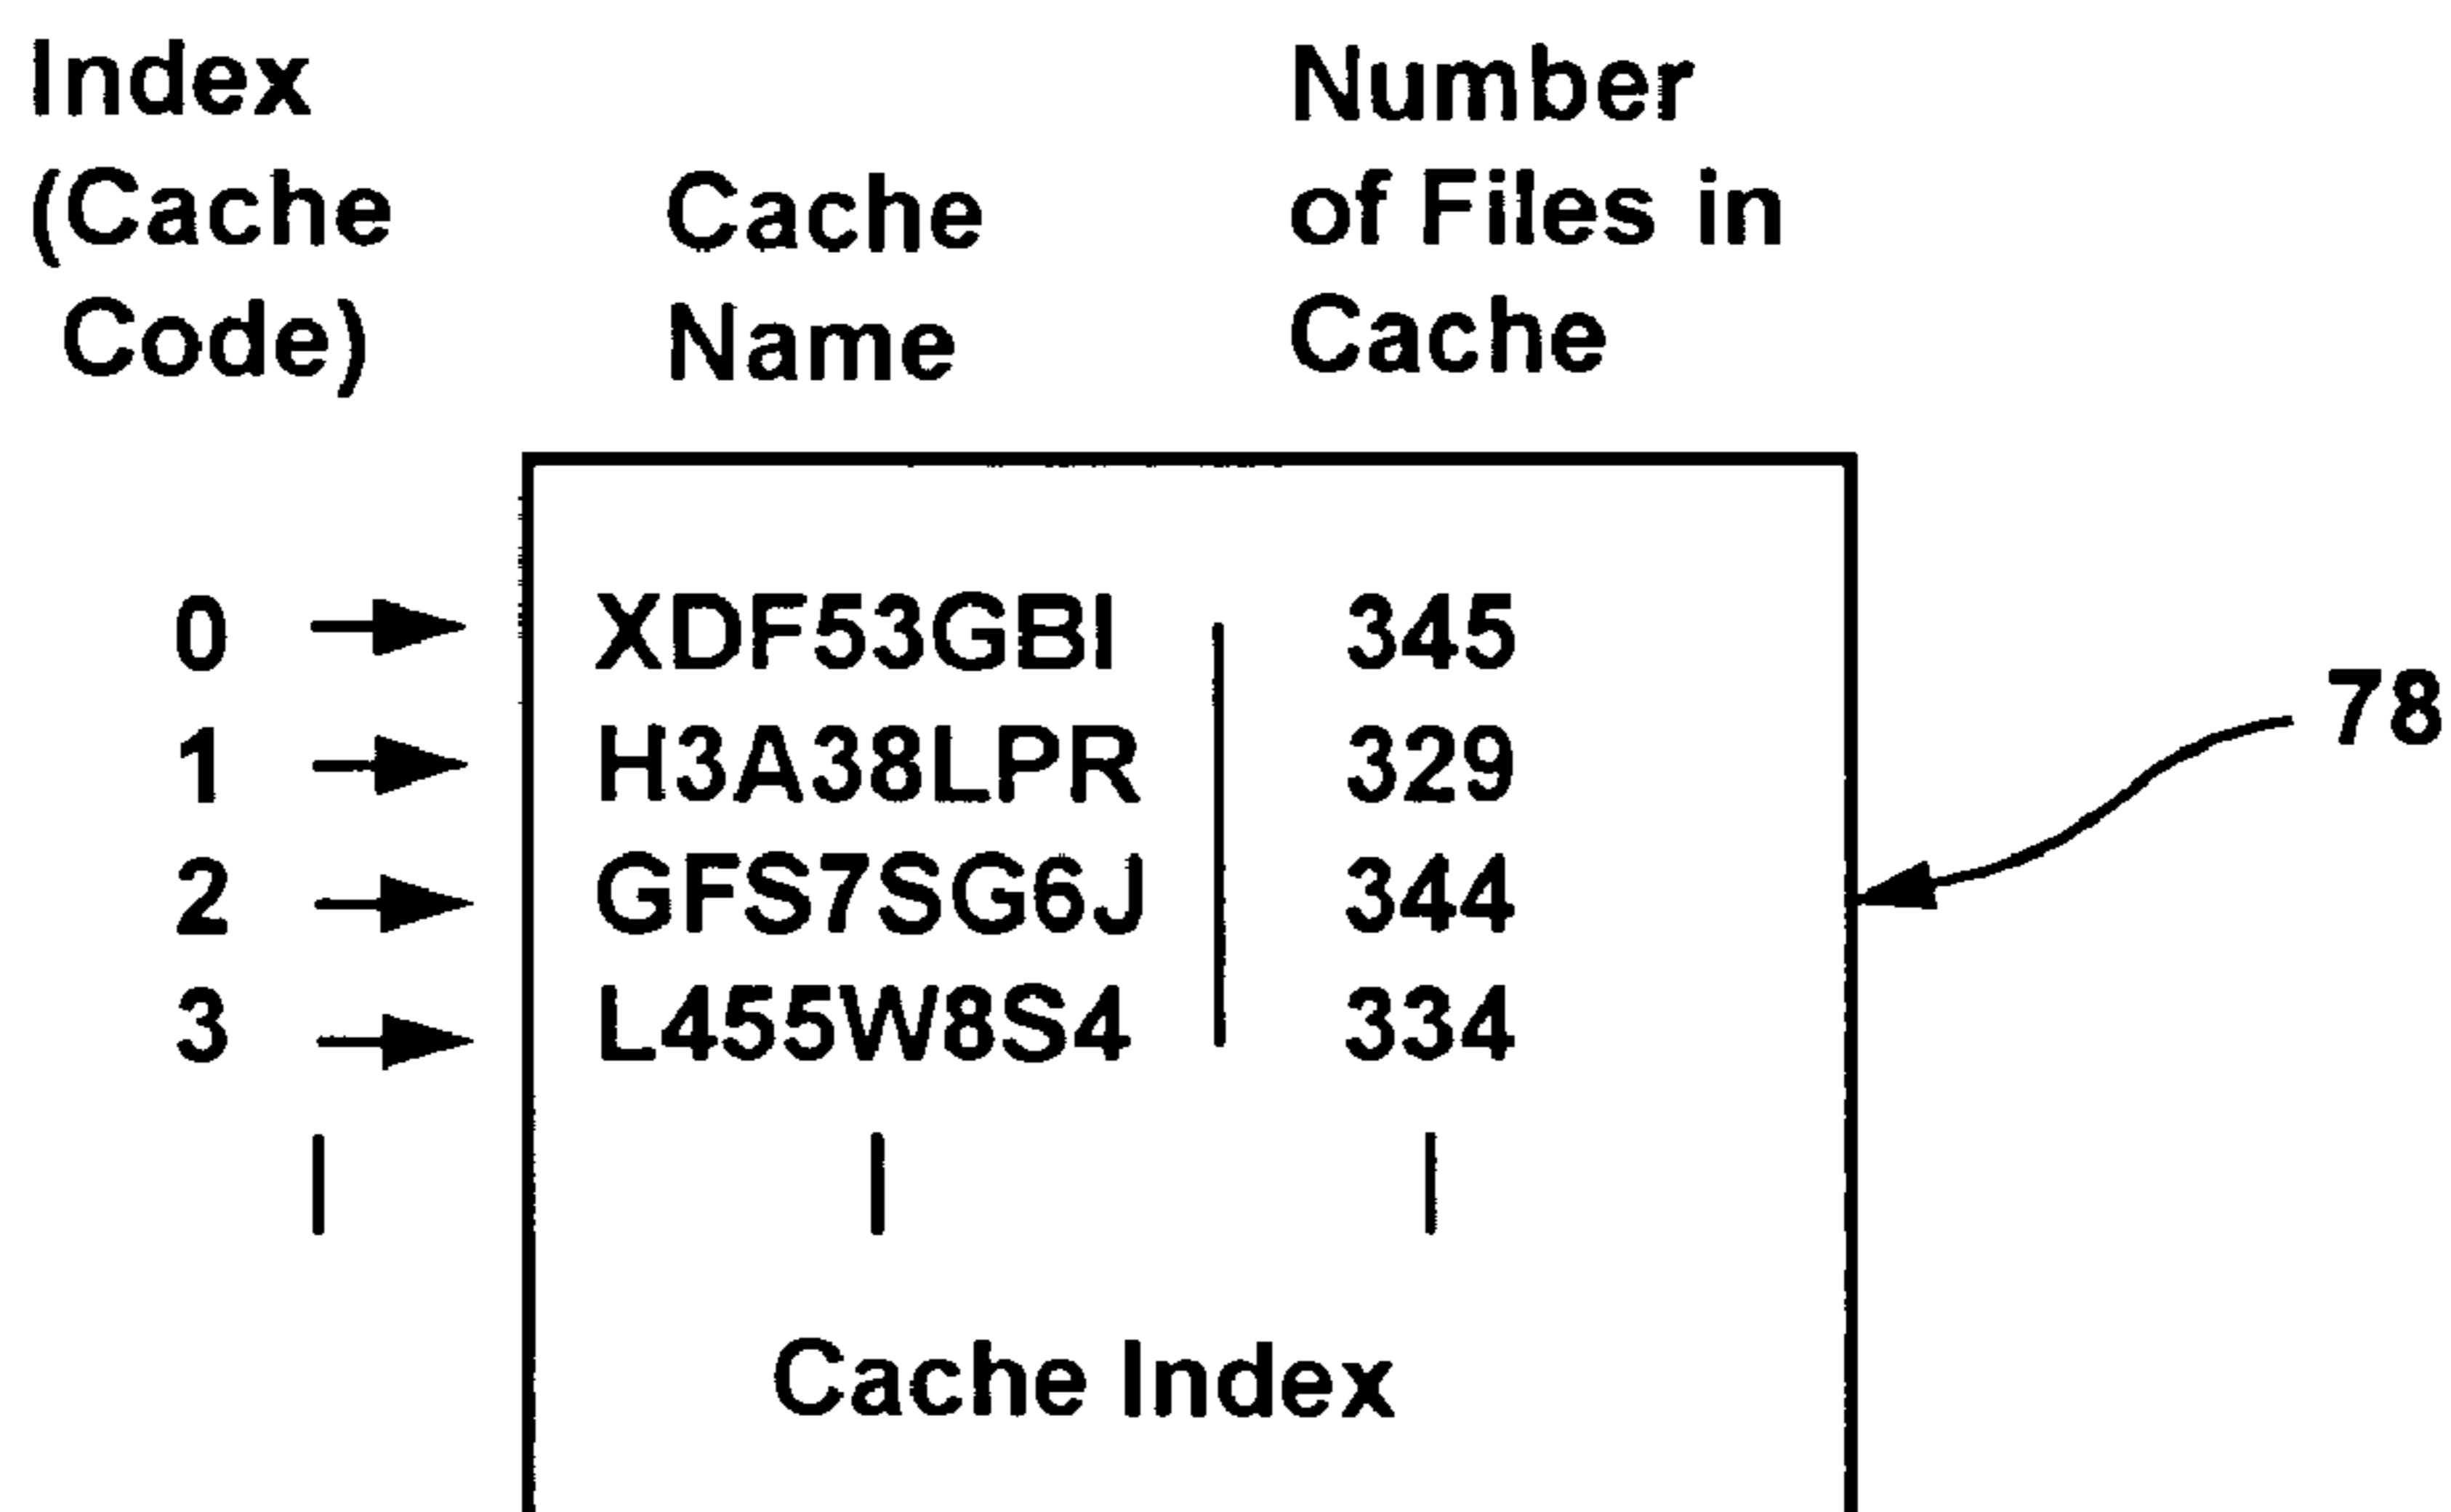 Index
(Cache
Code)
Cache
Name
Number
of Files in
Cache
0 XDF53GBI 345
1 H3A38LPR 329
2 GFS7SG6J 344
3 L455W8S4 334
78
Cache Index